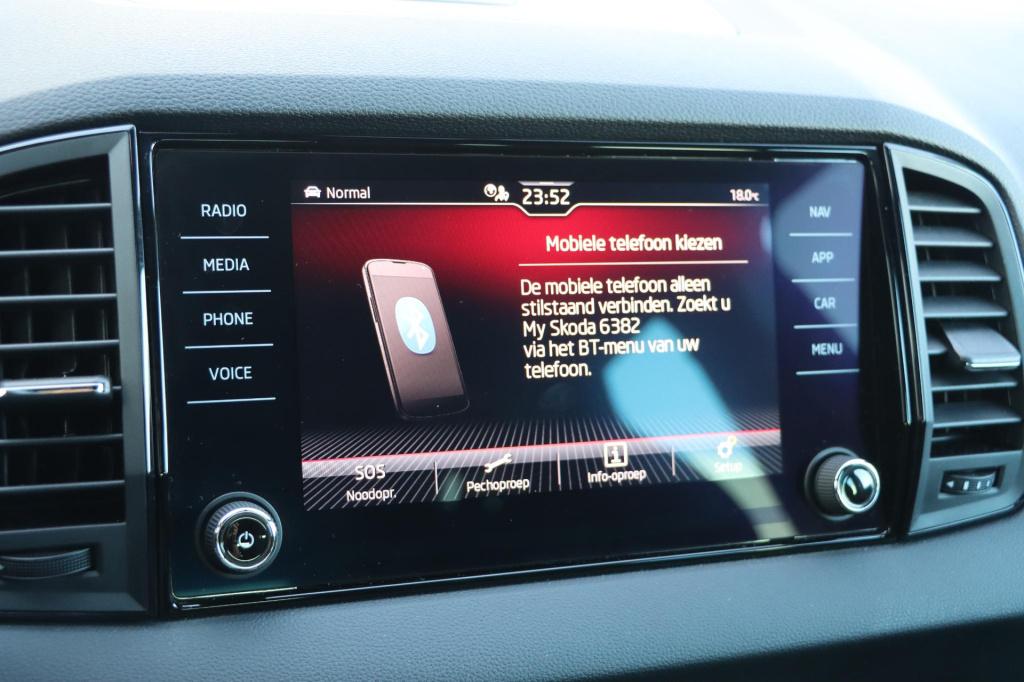 Normal
23:52
18.0°C
RADIO
MEDIA
PHONE
VOICE
Mobiele telefoon kiezen
De mobiele telefoon alleen
stilstaand verbinden. Zoekt u
My Skoda 6382
via het BT-menu van uw
telefoon.
SOS
Noodopr.
Pechoproep
i
Info-oproep
Setup
NAV
APP
CAR
MENU